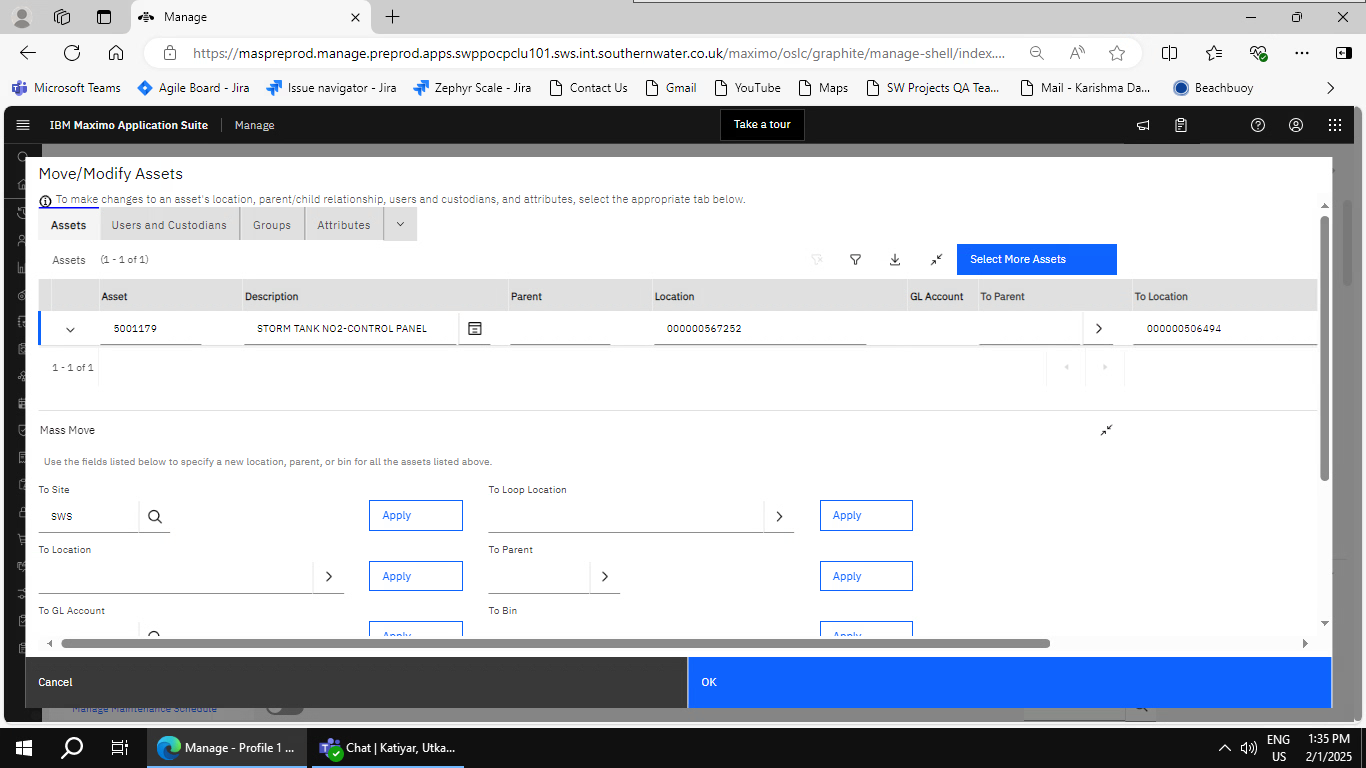 Manage
https://maspreprod.manage.preprod.apps.swppocpclu101.sws.int.southernwater.co.uk/maximo/oslc/graphite/manage-shell/index....
Microsoft Teams Agile Board - Jira Issue navigator - Jira Zephyr Scale - Jira Contact Us Gmail YouTube Maps SW Projects QA Tea... Mail - Karishma Da... Beachbuoy
IBM Maximo Application Suite Manage Take a tour
Move/Modify Assets
To make changes to an asset's location, parent/child relationship, users and custodians, and attributes, select the appropriate tab below.
Assets Users and Custodians Groups Attributes
Assets (1 - 1 of 1) Select More Assets
Asset Description Parent Location GL Account To Parent To Location
5001179 STORM TANK NO2-CONTROL PANEL 000000567252 000000506494
1 - 1 of 1
Mass Move
Use the fields listed below to specify a new location, parent, or bin for all the assets listed above.
To Site To Loop Location
SWS Apply Apply
To Location To Parent
Apply Apply
To GL Account To Bin
Apply Apply
Cancel OK
Manage Maintenance Schedule
Manage - Profile 1 ... Chat | Katiyar, Utka... ENG 1:35 PM
US 2/1/2025